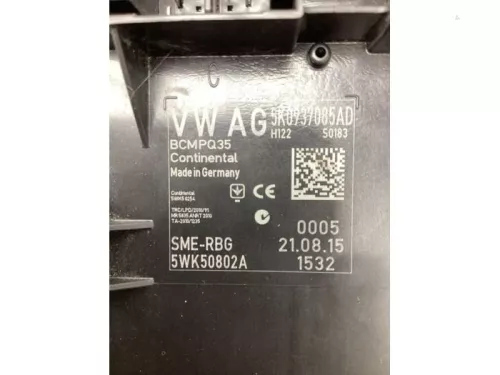 VW AG 5K0937085AD
H122 S0183
BCMPQ35
Continental
Made in Germany
Continental
0005
SME-RBG 21.08.15
5WK50802A 1532
CE